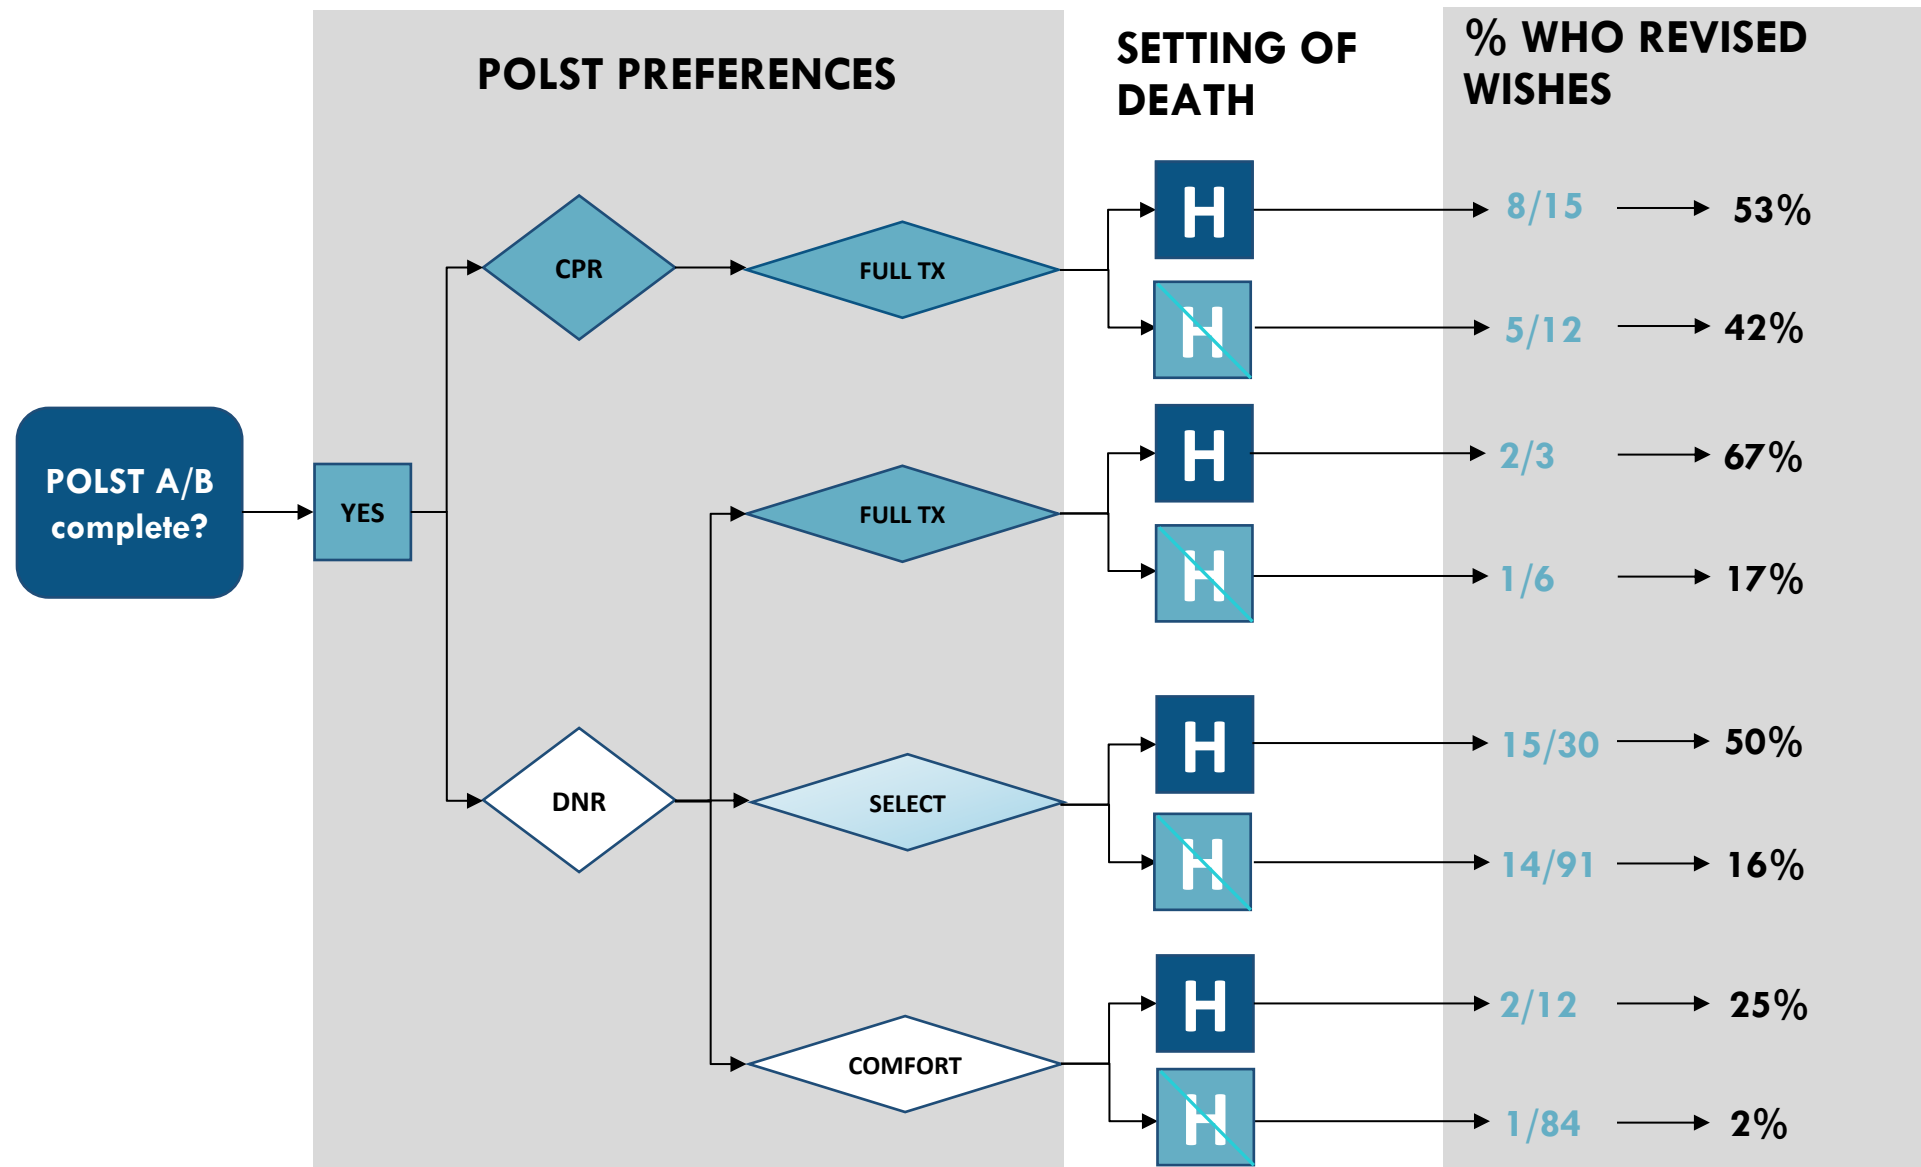 POLST PREFERENCES
SETTING OF
DEATH
% WHO REVISED
WISHES
POLST A/B
complete?
YES
CPR
FULL TX
H
8/15
53%
H
5/12
42%
DNR
FULL TX
H
2/3
67%
H
1/6
17%
SELECT
H
15/30
50%
H
14/91
16%
COMFORT
H
2/12
25%
H
1/84
2%